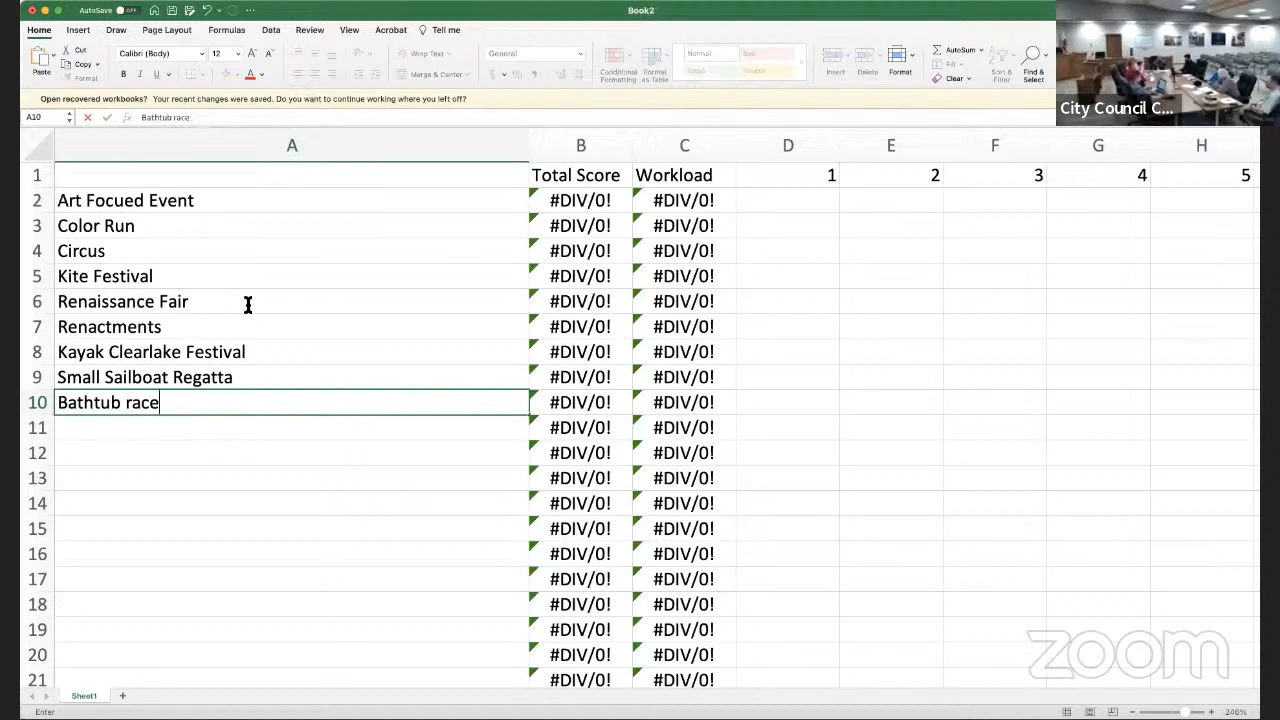 AutoSave OFF ... Book2
Home Insert Draw Page Layout Formulas Data Review View Acrobat Tell me
Paste Cut Copy Format Calibri (Body) 12 A A Wrap Text General Normal AutoSum
B I U A Merge & Center Conditional Formatting Format as Table Insert Delete Format Fill Clear Sort & Filter Find & Select
City Council C...
Open recovered workbooks? Your recent changes were saved. Do you want to continue working where you left off?
A10 fx Bathtub race
A B C D E F G H
1 Total Score Workload 1 2 3 4 5
2 Art Focued Event #DIV/0! #DIV/0!
3 Color Run #DIV/0! #DIV/0!
4 Circus #DIV/0! #DIV/0!
5 Kite Festival #DIV/0! #DIV/0!
6 Renaissance Fair #DIV/0! #DIV/0!
7 Renactments #DIV/0! #DIV/0!
8 Kayak Clearlake Festival #DIV/0! #DIV/0!
9 Small Sailboat Regatta #DIV/0! #DIV/0!
10 Bathtub race #DIV/0! #DIV/0!
11 #DIV/0! #DIV/0!
12 #DIV/0! #DIV/0!
13 #DIV/0! #DIV/0!
14 #DIV/0! #DIV/0!
15 #DIV/0! #DIV/0!
16 #DIV/0! #DIV/0!
17 #DIV/0! #DIV/0!
18 #DIV/0! #DIV/0!
19 #DIV/0! #DIV/0!
20 #DIV/0! #DIV/0!
21 #DIV/0! #DIV/0!
zoom
Sheet1 +
Enter 246%